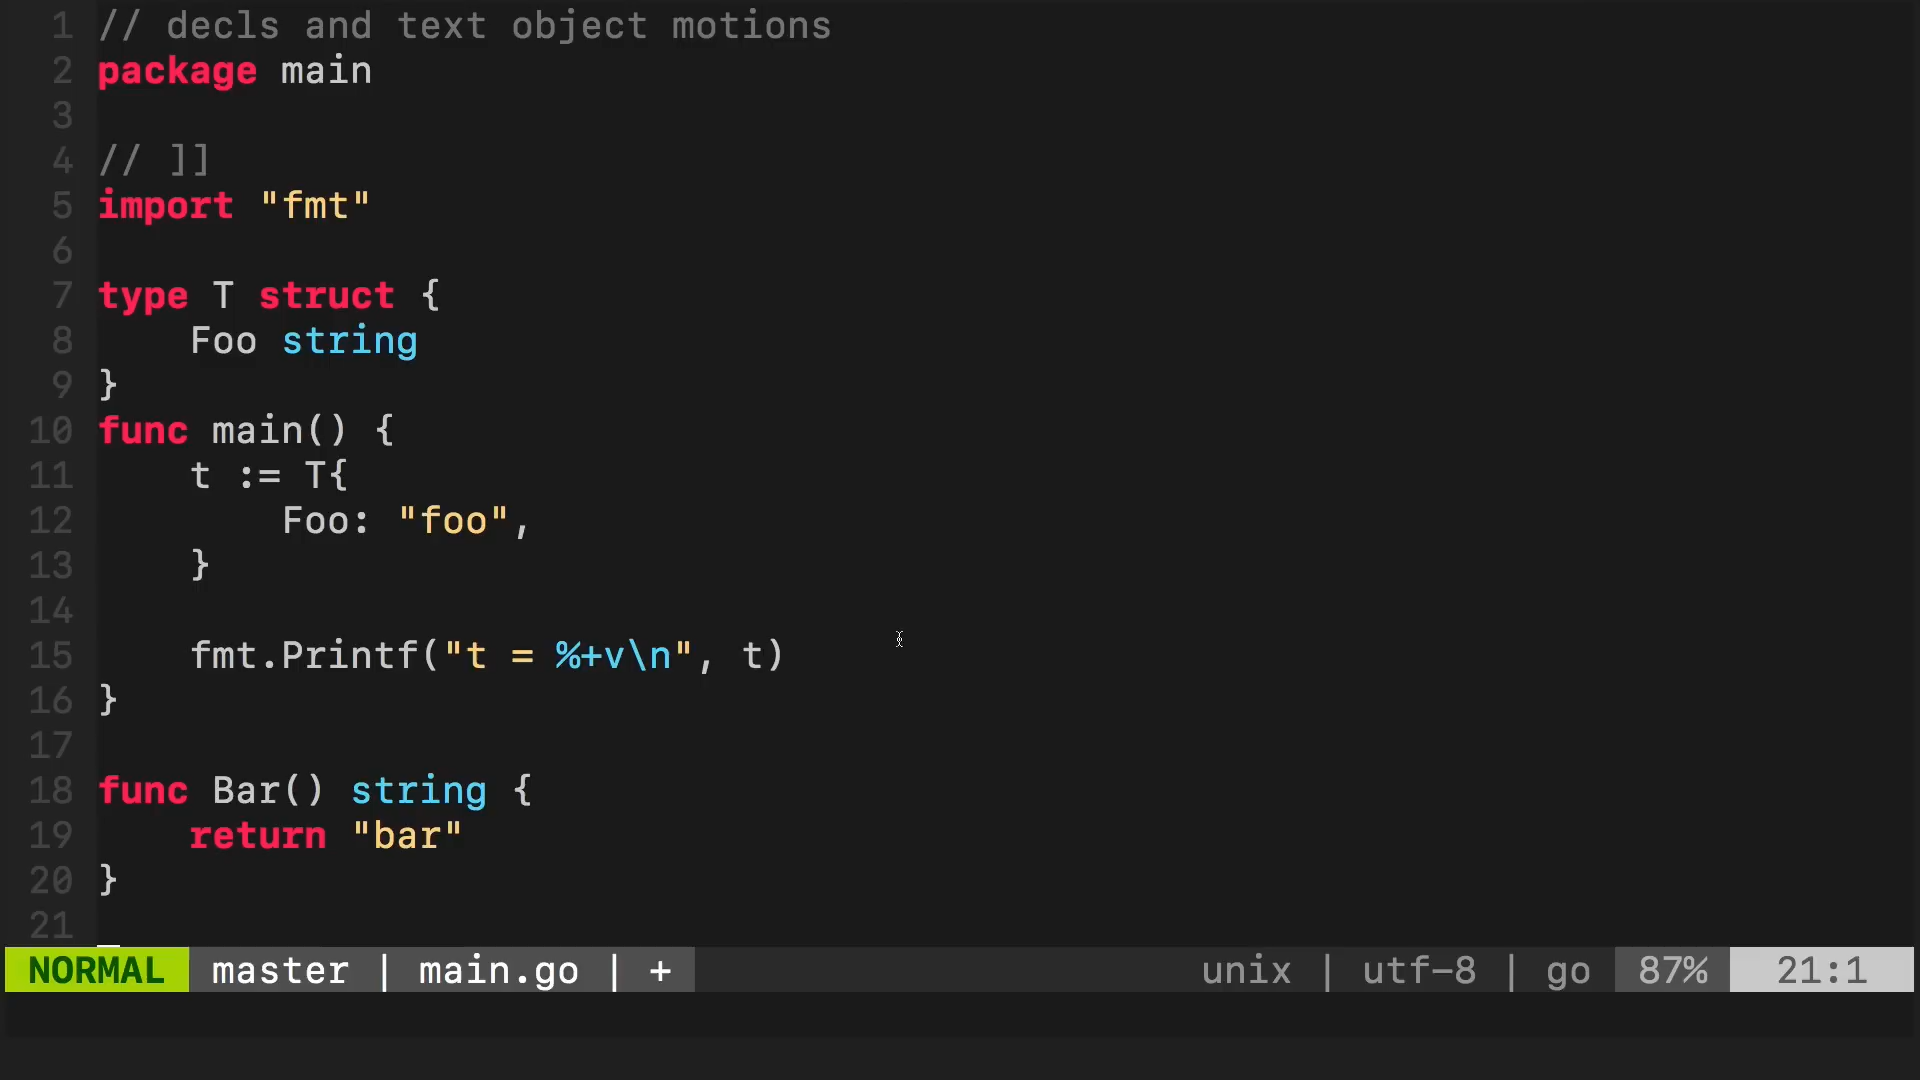 1 // decls and text object motions
2 package main
3
4 // ]]
5 import "fmt"
6
7 type T struct {
8     Foo string
9 }
10 func main() {
11     t := T{
12         Foo: "foo",
13     }
14
15     fmt.Printf("t = %+v\n", t)
16 }
17
18 func Bar() string {
19     return "bar"
20 }
21
NORMAL master | main.go | + unix | utf-8 | go 87% 21:1